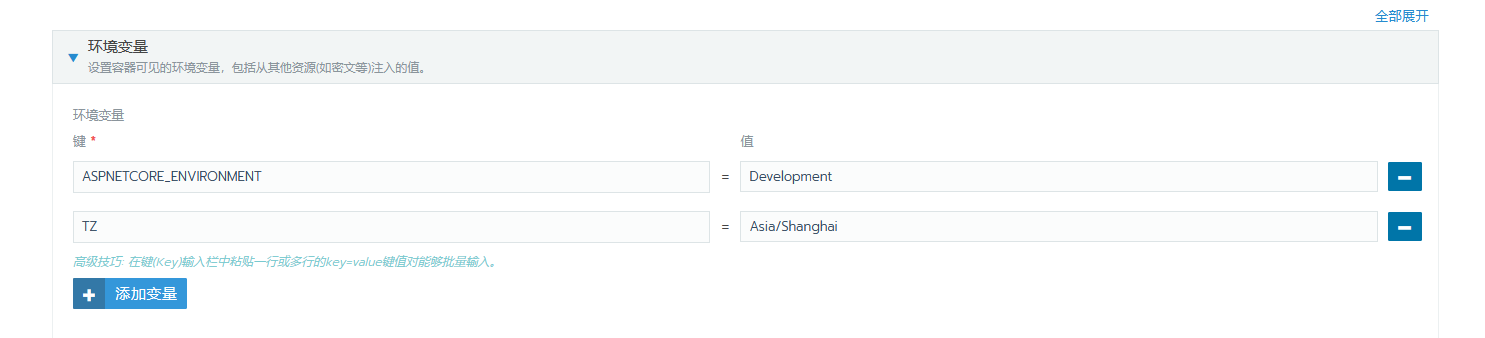 全部展开
环境变量
设置容器可见的环境变量，包括从其他资源(如密文等)注入的值。
环境变量
键 * 值
ASPNETCORE_ENVIRONMENT = Development
TZ = Asia/Shanghai
高级技巧: 在键(Key)输入栏中粘贴一行或多行的key=value键值对能够批量输入。
添加变量